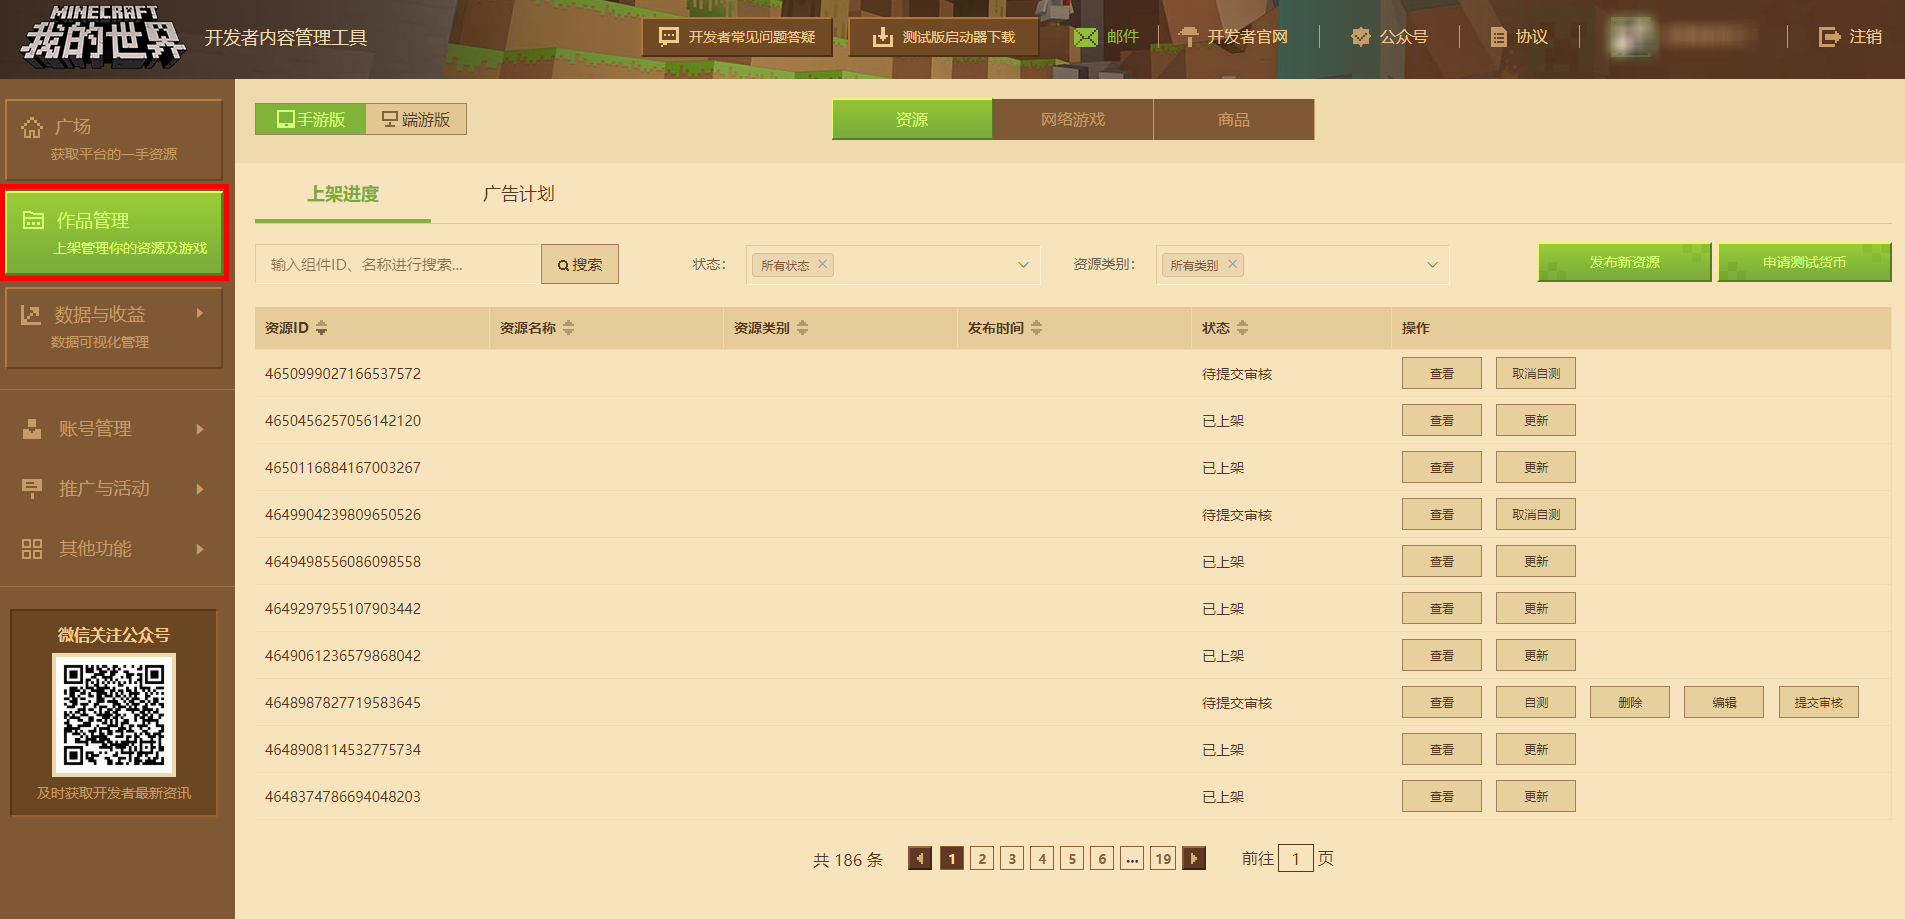 MINECRAFT
我的世界
开发者内容管理工具
开发者常见问题答疑
测试版启动器下载
邮件
开发者官网
公众号
协议
注销
广场
获取平台的一手资源
作品管理
上架管理你的资源及游戏
数据与收益
数据可视化管理
账号管理
推广与活动
其他功能
微信关注公众号
及时获取开发者最新资讯
手游版
端游版
资源
网络游戏
商品
上架进度
广告计划
输入组件ID、名称进行搜索...
搜索
状态：
所有状态
资源类别：
所有类别
发布新资源
申请测试货币
资源ID 资源名称 资源类别 发布时间 状态 操作
4650999027166537572 待提交审核 查看 取消自测
4650456257056142120 已上架 查看 更新
4650116884167003267 已上架 查看 更新
4649904239809650526 待提交审核 查看 取消自测
4649498556086098558 已上架 查看 更新
4649297955107903442 已上架 查看 更新
4649061236579868042 已上架 查看 更新
4648987827719583645 待提交审核 查看 自测 删除 编辑 提交审核
4648908114532775734 已上架 查看 更新
4648374786694048203 已上架 查看 更新
共 186 条 1 2 3 4 5 6 ... 19 前往 1 页